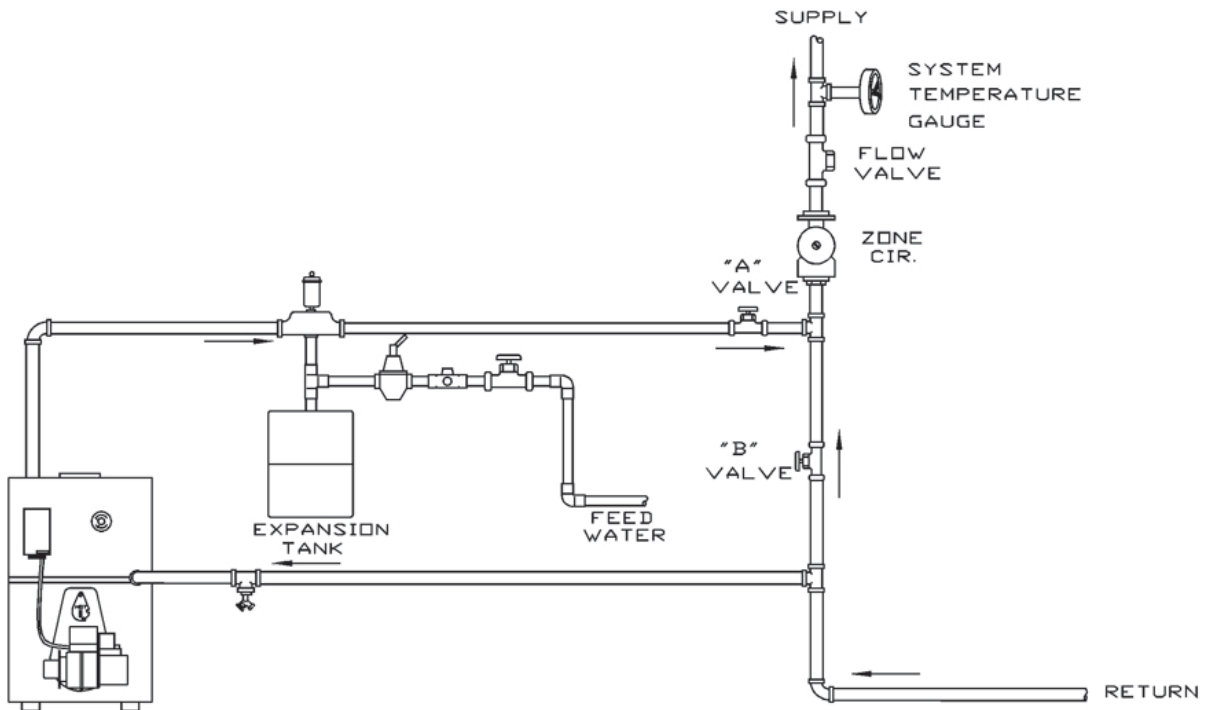 SUPPLY
SYSTEM
TEMPERATURE
GAUGE
FLOW
VALVE
ZONE
CIR.
"A"
VALVE
"B"
VALVE
EXPANSION
TANK
FEED
WATER
RETURN